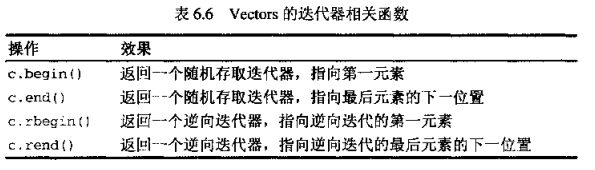 表 6.6 Vectors 的迭代器相关函数
操作 效果
c.begin() 返回一个随机存取迭代器，指向第一元素
c.end() 返回一个随机存取迭代器，指向最后元素的下一位置
c.rbegin() 返回一个逆向迭代器，指向逆向迭代的第一元素
c.rend() 返回一个逆向迭代器，指向逆向迭代的最后元素的下一位置